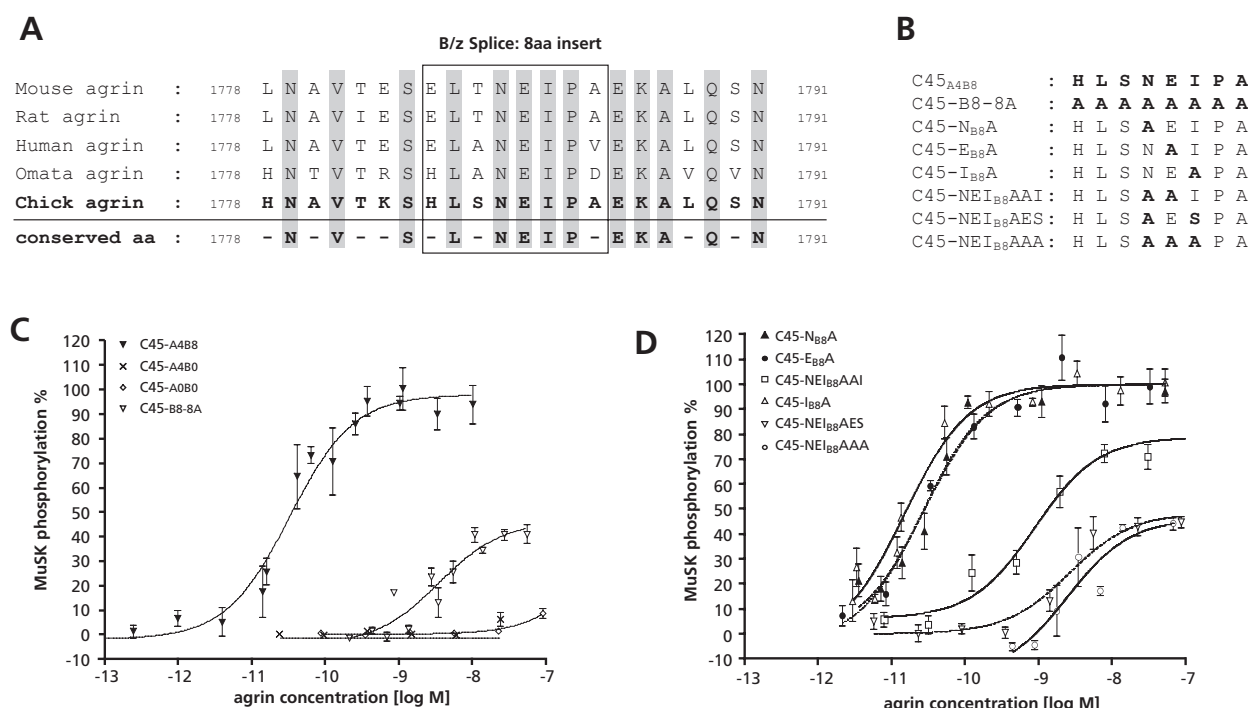 A
B/z Splice: 8aa insert
Mouse agrin : 1778 L N A V T E S E L T N E I P A E K A L Q S N 1791
Rat agrin : 1778 L N A V I E S E L T N E I P A E K A L Q S N 1791
Human agrin : 1778 L N A V T E S E L A N E I P V E K A L Q S N 1791
Omata agrin : 1778 H N T V T R S H L A N E I P D E K A V Q V N 1791
Chick agrin : 1778 H N A V T K S H L S N E I P A E K A L Q S N 1791
conserved aa : 1778 - N - V - - S - L - N E I P - E K A - Q - N 1791
B
C45A4B8 : H L S N E I P A
C45-B8-8A : A A A A A A A A
C45-NB8A : H L S A E I P A
C45-EB8A : H L S N A I P A
C45-IB8A : H L S N E A P A
C45-NEIB8AAI : H L S A A I P A
C45-NEIB8AES : H L S A E S P A
C45-NEIB8AAA : H L S A A A P A
C
MuSK phosphorylation %
120
110
100
90
80
70
60
50
40
30
20
10
0
-10
C45-A4B8
C45-A4B0
C45-A0B0
C45-B8-8A
-13 -12 -11 -10 -9 -8 -7
agrin concentration [log M]
D
MuSK phosphorylation %
120
110
100
90
80
70
60
50
40
30
20
10
0
-10
C45-NB8A
C45-EB8A
C45-NEIB8AAI
C45-IB8A
C45-NEIB8AES
C45-NEIB8AAA
-13 -12 -11 -10 -9 -8 -7
agrin concentration [log M]